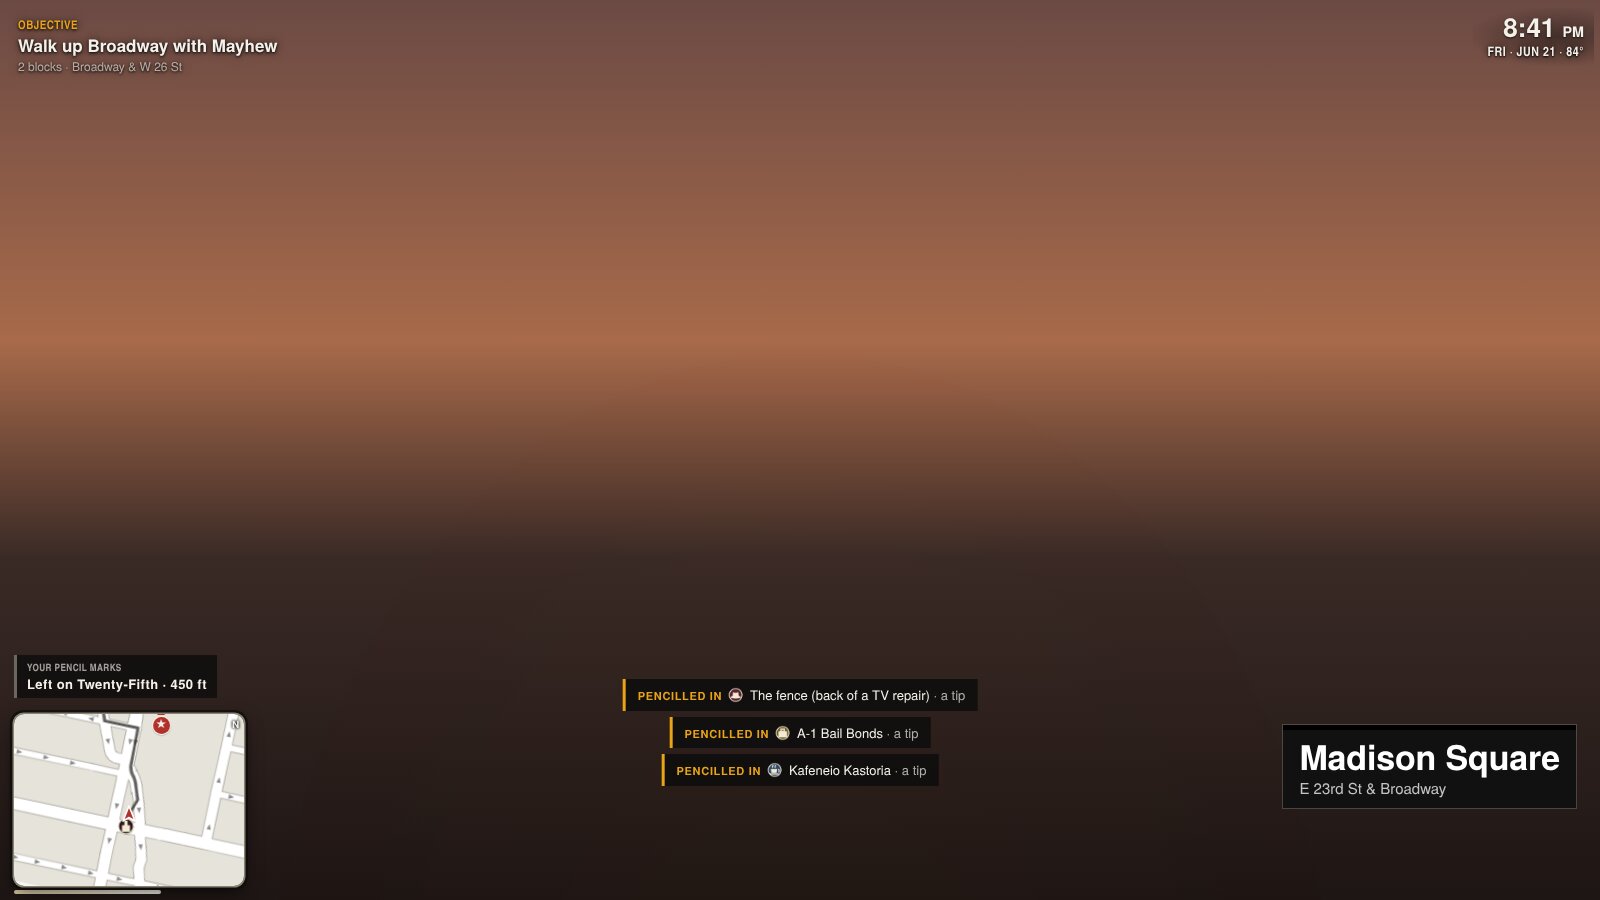 OBJECTIVE
Walk up Broadway with Mayhew
2 blocks · Broadway & W 26 St
8:41 PM
FRI · JUN 21 · 84°
YOUR PENCIL MARKS
Left on Twenty-Fifth · 450 ft
N
PENCILLED IN The fence (back of a TV repair) · a tip
PENCILLED IN A-1 Bail Bonds · a tip
PENCILLED IN Kafeneio Kastoria · a tip
Madison Square
E 23rd St & Broadway